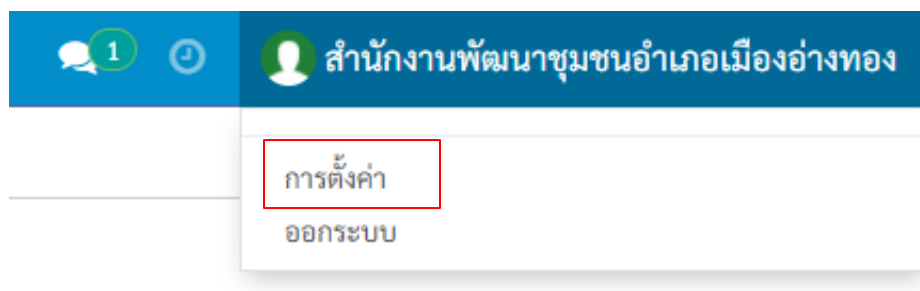 1 สำนักงานพัฒนาชุมชนอำเภอเมืองอ่างทอง
การตั้งค่า
ออกระบบ